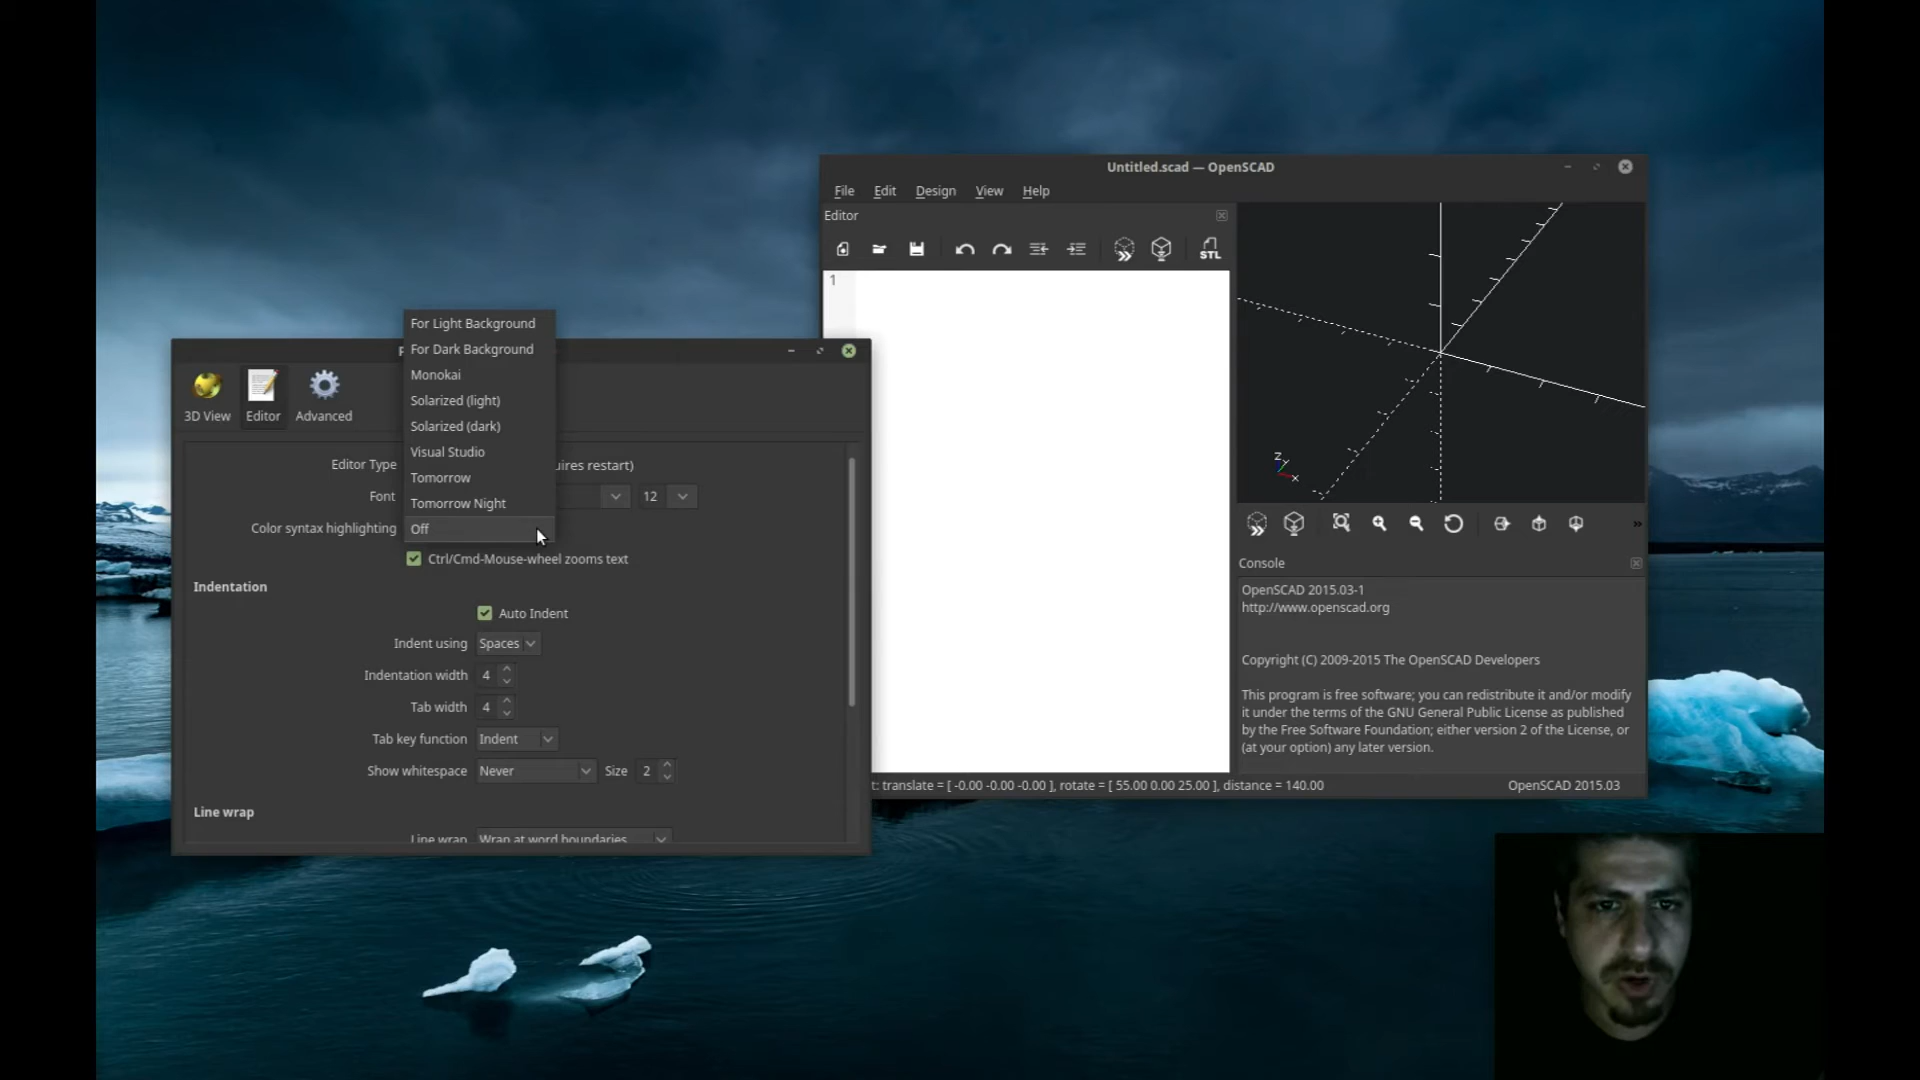 Untitled.scad — OpenSCAD
File Edit Design View Help
Editor
STL
1
For Light Background
For Dark Background
Monokai
Solarized (light)
Solarized (dark)
Visual Studio
Tomorrow
Tomorrow Night
Off
3D View Editor Advanced
Editor Type
Font 12
Color syntax highlighting
Ctrl/Cmd-Mouse-wheel zooms text
Indentation
Auto Indent
Indent using Spaces
Indentation width 4
Tab width 4
Tab key function Indent
Show whitespace Never Size 2
Line wrap
Line wrap Wrap at word boundaries
Z
Y
X
Console
OpenSCAD 2015.03-1
http://www.openscad.org
Copyright (C) 2009-2015 The OpenSCAD Developers
This program is free software; you can redistribute it and/or modify
it under the terms of the GNU General Public License as published
by the Free Software Foundation; either version 2 of the License, or
(at your option) any later version.
translate = [ -0.00 -0.00 -0.00 ], rotate = [ 55.00 0.00 25.00 ], distance = 140.00
OpenSCAD 2015.03